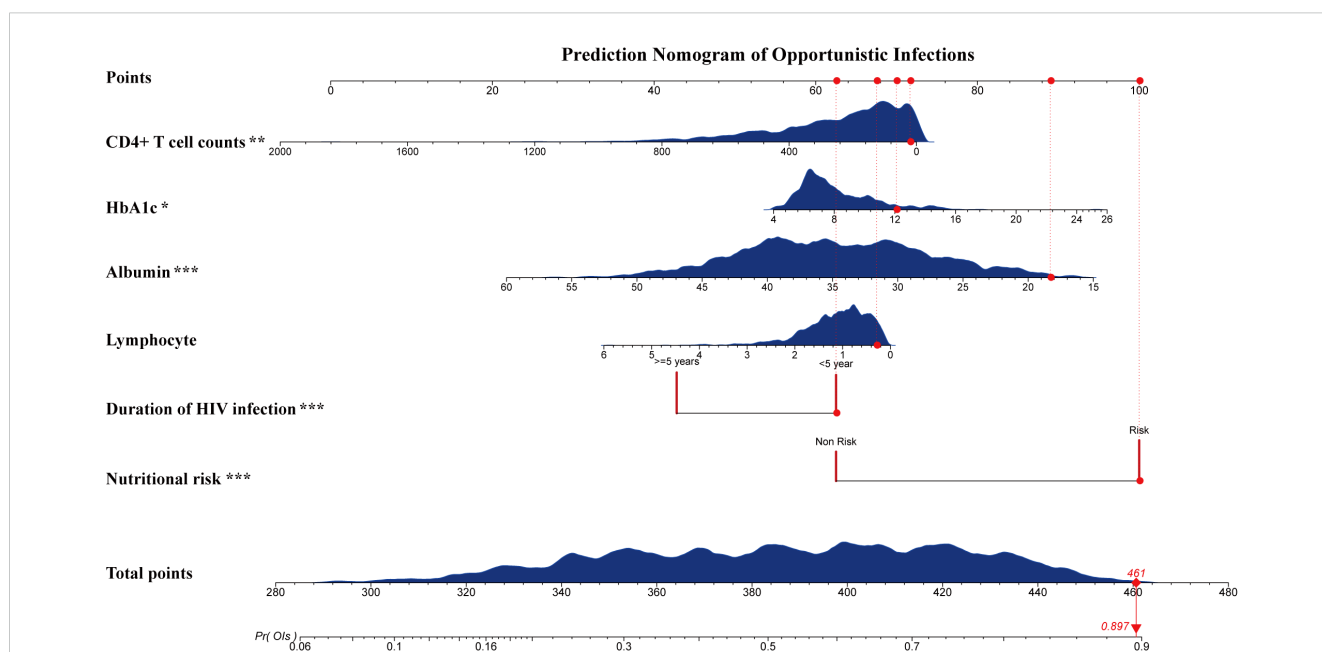 Prediction Nomogram of Opportunistic Infections
Points
0 20 40 60 80 100
CD4+ T cell counts **
2000 1600 1200 800 400 0
HbA1c *
4 8 12 16 20 22 24 26
Albumin ***
60 55 50 45 40 35 30 25 20 15
Lymphocyte
6 5 4 3 2 1 0
>=5 years <5 year
Duration of HIV infection ***
Non Risk Risk
Nutritional risk ***
Total points
461
280 300 320 340 360 380 400 420 440 460 480
0.897
Pr( OIs )
0.06 0.1 0.16 0.3 0.5 0.7 0.9